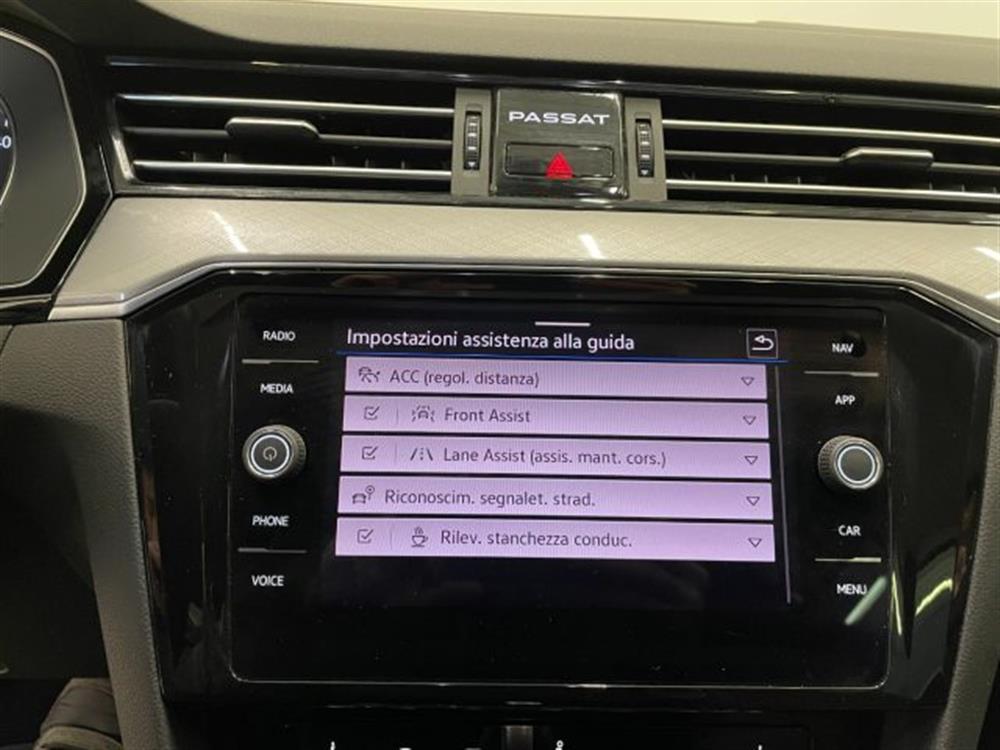 PASSAT
40
RADIO
MEDIA
PHONE
VOICE
Impostazioni assistenza alla guida
ACC (regol. distanza)
Front Assist
Lane Assist (assis. mant. cors.)
Riconoscim. segnalet. strad.
Rilev. stanchezza conduc.
NAV
APP
CAR
MENU